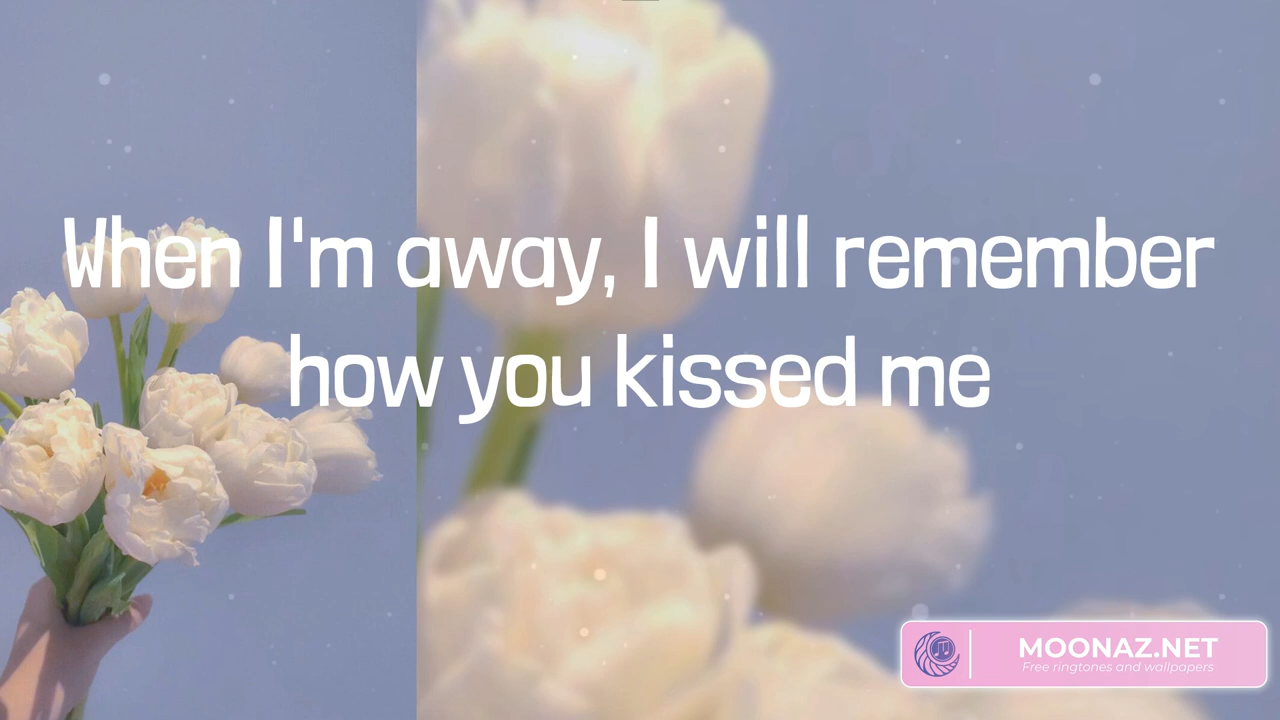 When I'm away, I will remember
how you kissed me
MOONAZ.NET
Free ringtones and wallpapers